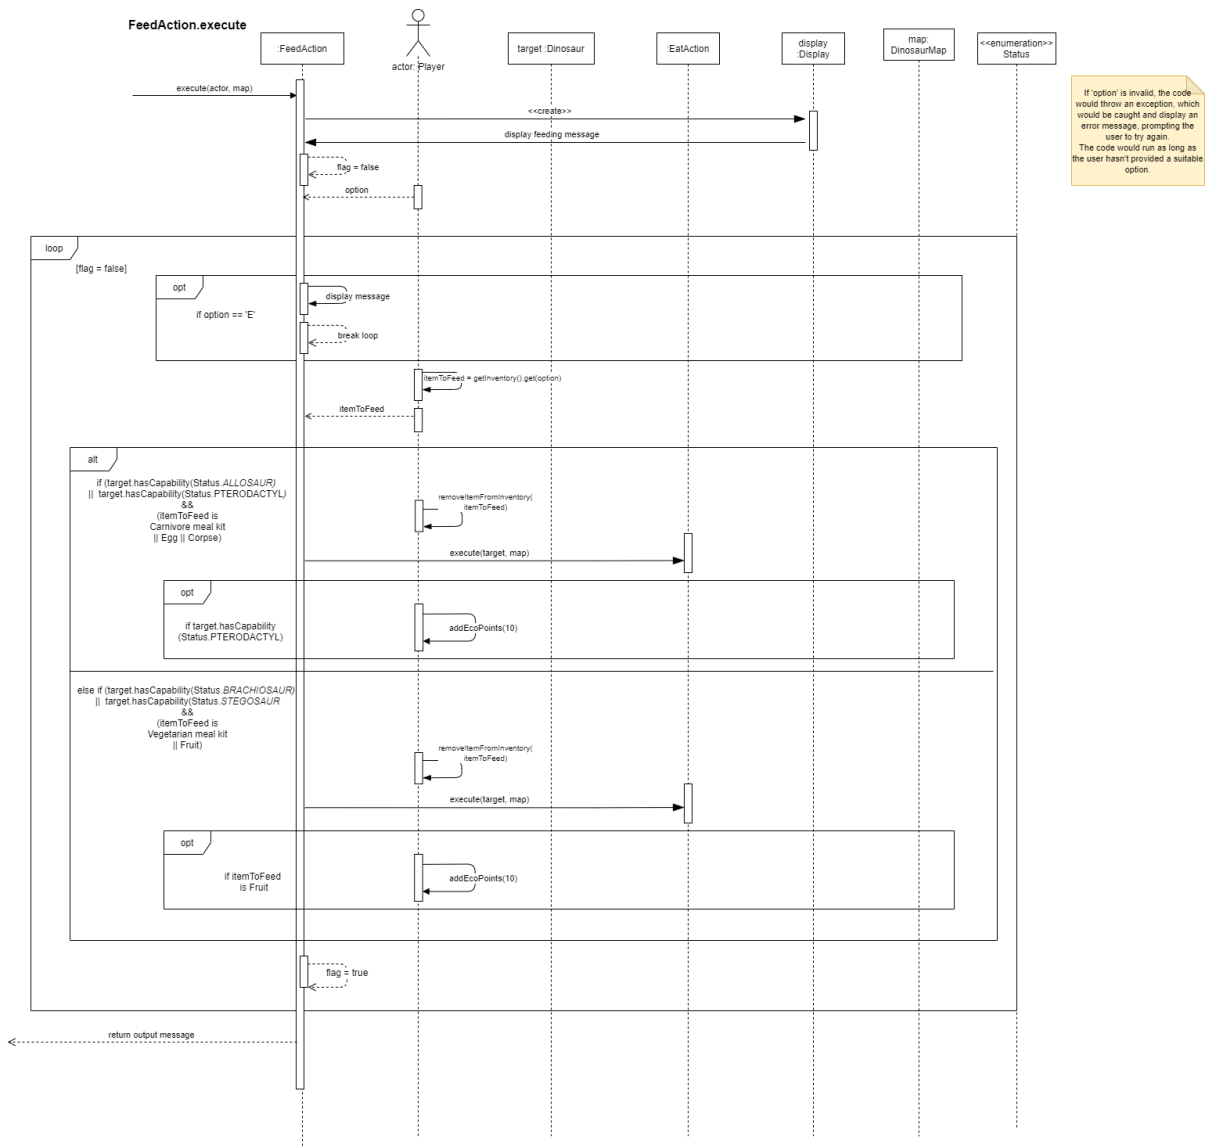 FeedAction.execute
:FeedAction
actor: Player
target :Dinosaur
:EatAction
display
:Display
map:
DinosaurMap
<<enumeration>>
Status
If 'option' is invalid, the code
would throw an exception, which
would be caught and display an
error message, prompting the
user to try again.
The code would run as long as
the user hasn't provided a suitable
option.
execute(actor, map)
<<create>>
display feeding message
flag = false
option
loop
[flag = false]
opt
if option == 'E'
display message
break loop
itemToFeed = getInventory().get(option)
itemToFeed
alt
if (target.hasCapability(Status.ALLOSAUR)
|| target.hasCapability(Status.PTERODACTYL)
&&
(itemToFeed is
Carnivore meal kit
|| Egg || Corpse)
removeItemFromInventory(
itemToFeed)
execute(target, map)
opt
if target.hasCapability
(Status.PTERODACTYL)
addEcoPoints(10)
else if (target.hasCapability(Status.BRACHIOSAUR)
|| target.hasCapability(Status.STEGOSAUR
&&
(itemToFeed is
Vegetarian meal kit
|| Fruit)
removeItemFromInventory(
itemToFeed)
execute(target, map)
opt
if itemToFeed
is Fruit
addEcoPoints(10)
flag = true
return output message